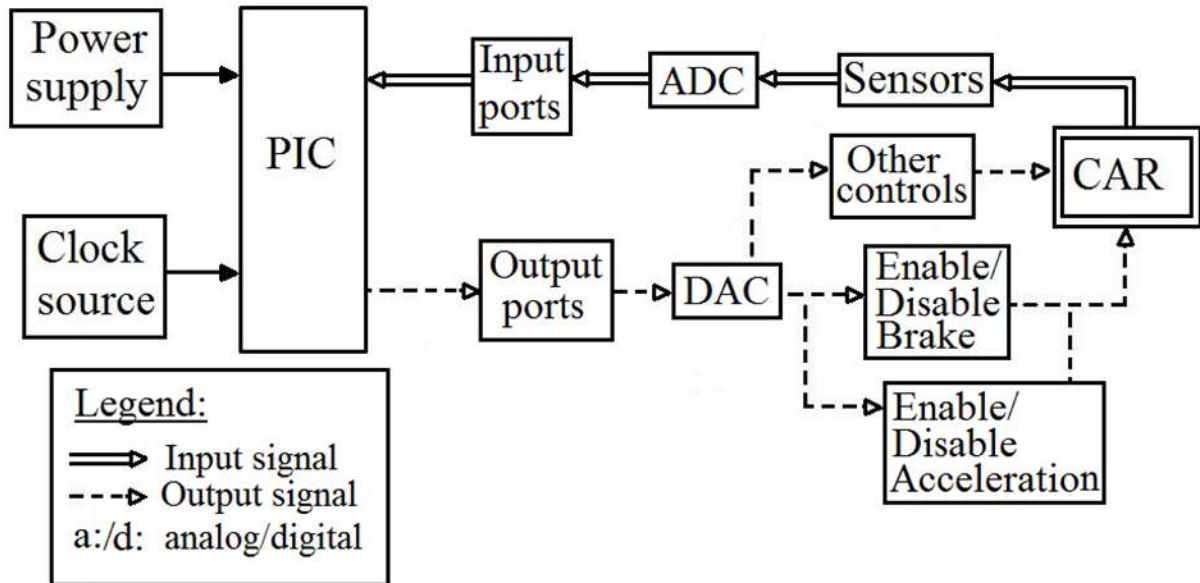 Power
supply
PIC
Input
ports
ADC
Sensors
Other
controls
CAR
Clock
source
Output
ports
DAC
Enable/
Disable
Brake
Enable/
Disable
Acceleration
Legend:
Input signal
Output signal
a:/d: analog/digital